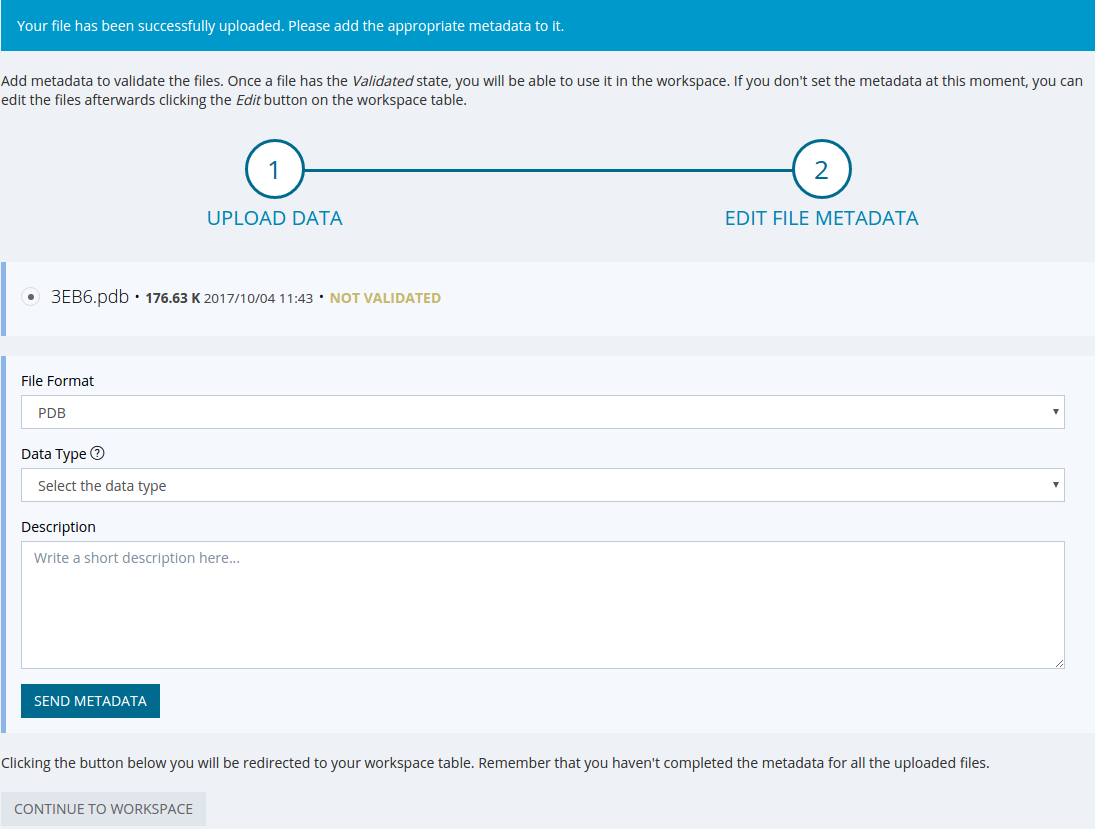 Your file has been successfully uploaded. Please add the appropriate metadata to it.
Add metadata to validate the files. Once a file has the Validated state, you will be able to use it in the workspace. If you don't set the metadata at this moment, you can
edit the files afterwards clicking the Edit button on the workspace table.
1
2
UPLOAD DATA
EDIT FILE METADATA
3EB6.pdb • 176.63 K 2017/10/04 11:43 • NOT VALIDATED
File Format
PDB
Data Type ?
Select the data type
Description
Write a short description here...
SEND METADATA
Clicking the button below you will be redirected to your workspace table. Remember that you haven't completed the metadata for all the uploaded files.
CONTINUE TO WORKSPACE